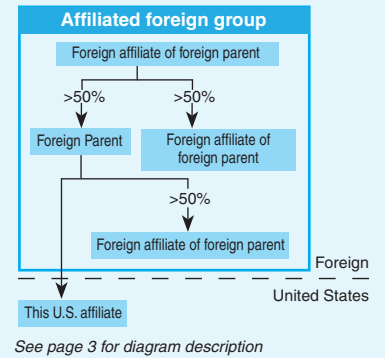 Affiliated foreign group
Foreign affiliate of foreign parent
>50%
>50%
Foreign Parent
Foreign affiliate of
foreign parent
>50%
Foreign affiliate of foreign parent
Foreign
United States
This U.S. affiliate
See page 3 for diagram description